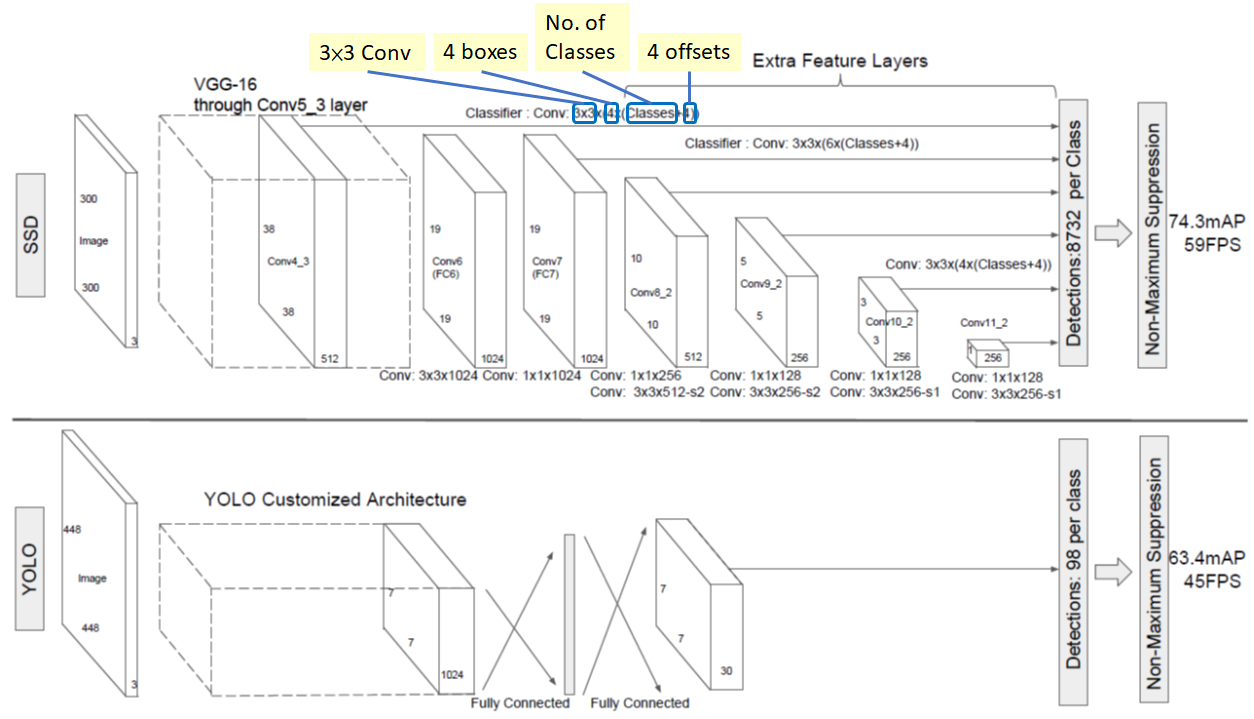 No. of
Classes
3×3 Conv
4 boxes
4 offsets
Extra Feature Layers
VGG-16
through Conv5_3 layer
Classifier : Conv: 3x3x(4x(Classes+4))
Classifier : Conv: 3x3x(6x(Classes+4))
SSD
300
Image
300
3
38
Conv4_3
38
512
19
Conv6
(FC6)
19
1024
19
Conv7
(FC7)
19
1024
10
Conv8_2
10
512
5
Conv9_2
5
256
Conv: 3x3x(4x(Classes+4))
3
Conv10_2
3
256
Conv11_2
1
256
Conv: 3x3x1024
Conv: 1x1x1024
Conv: 1x1x256
Conv: 3x3x512-s2
Conv: 1x1x128
Conv: 3x3x256-s2
Conv: 1x1x128
Conv: 3x3x256-s1
Conv: 1x1x128
Conv: 3x3x256-s1
Detections:8732 per Class
Non-Maximum Suppression
74.3mAP
59FPS
YOLO
448
Image
448
3
YOLO Customized Architecture
7
7
1024
Fully Connected
Fully Connected
7
7
30
Detections: 98 per class
Non-Maximum Suppression
63.4mAP
45FPS